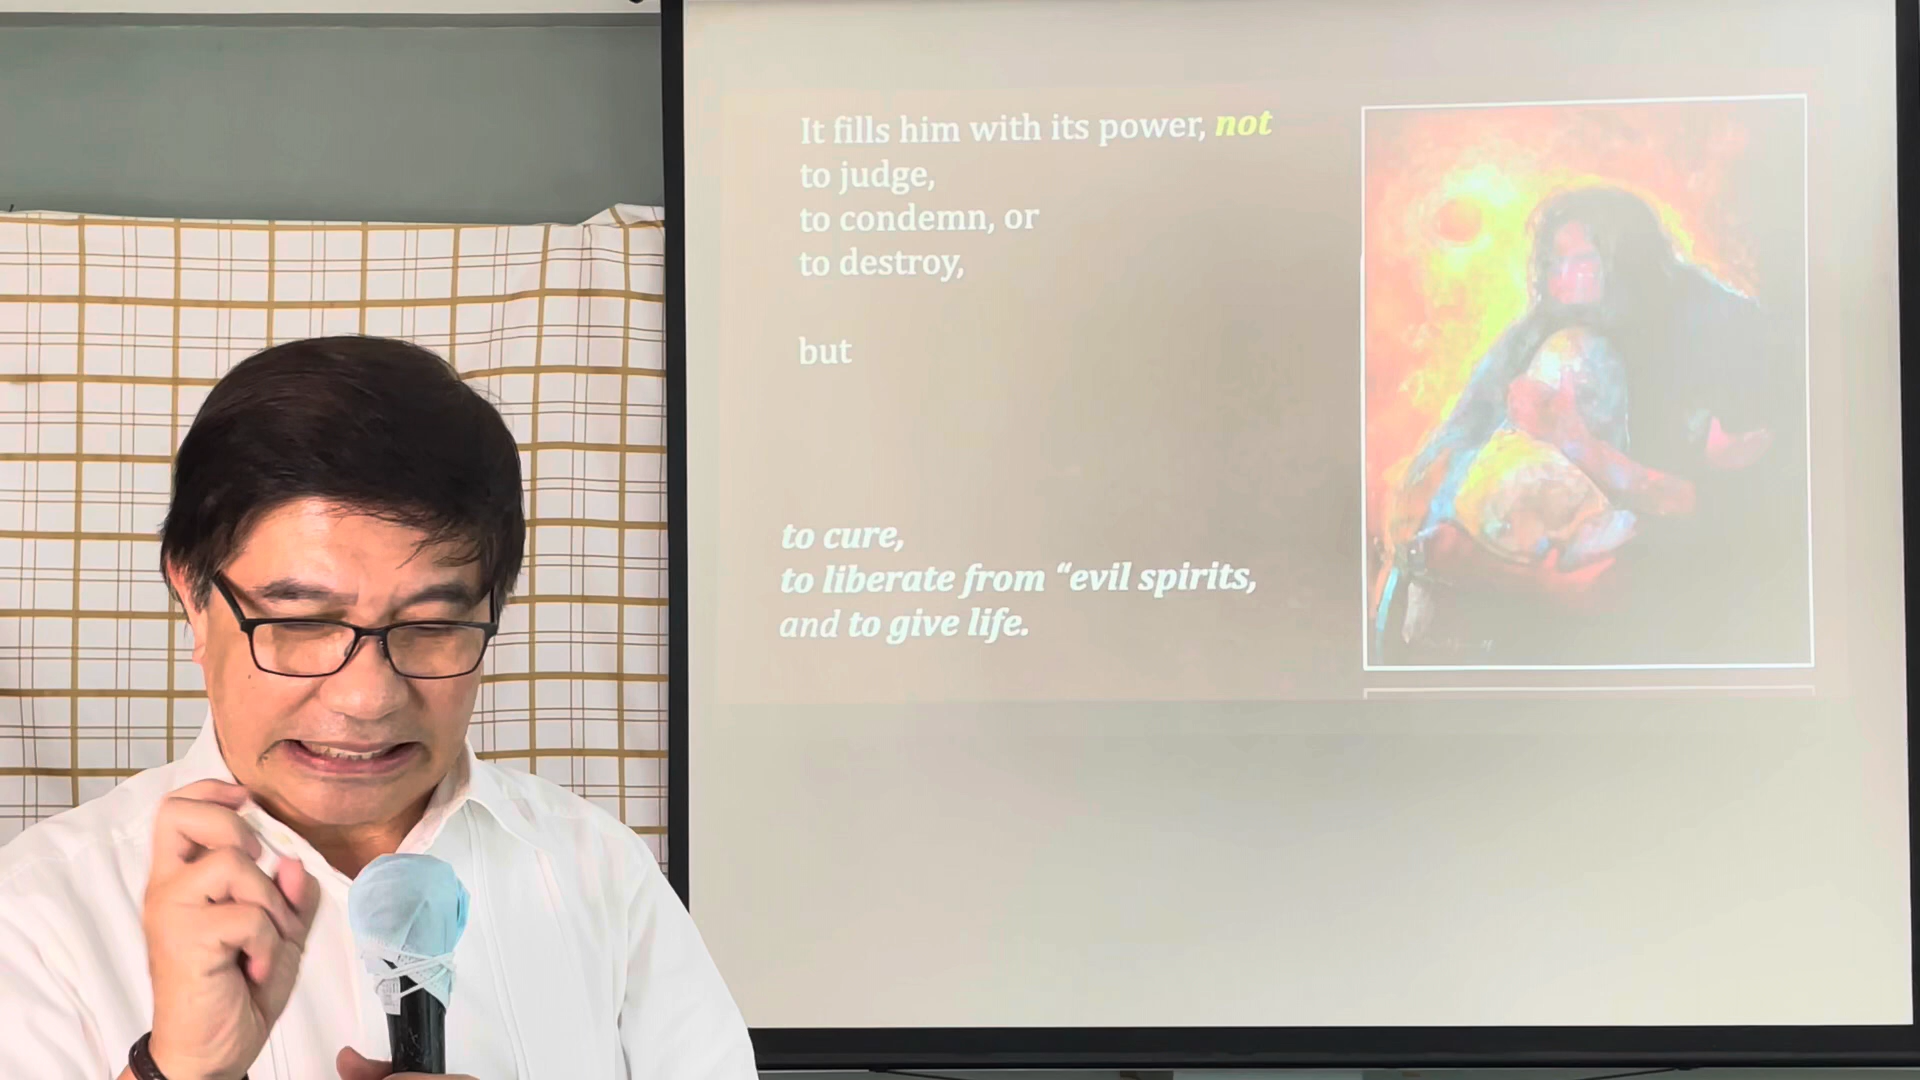 It fills him with its power, not
to judge,
to condemn, or
to destroy,
but
to cure,
to liberate from “evil spirits,
and to give life.